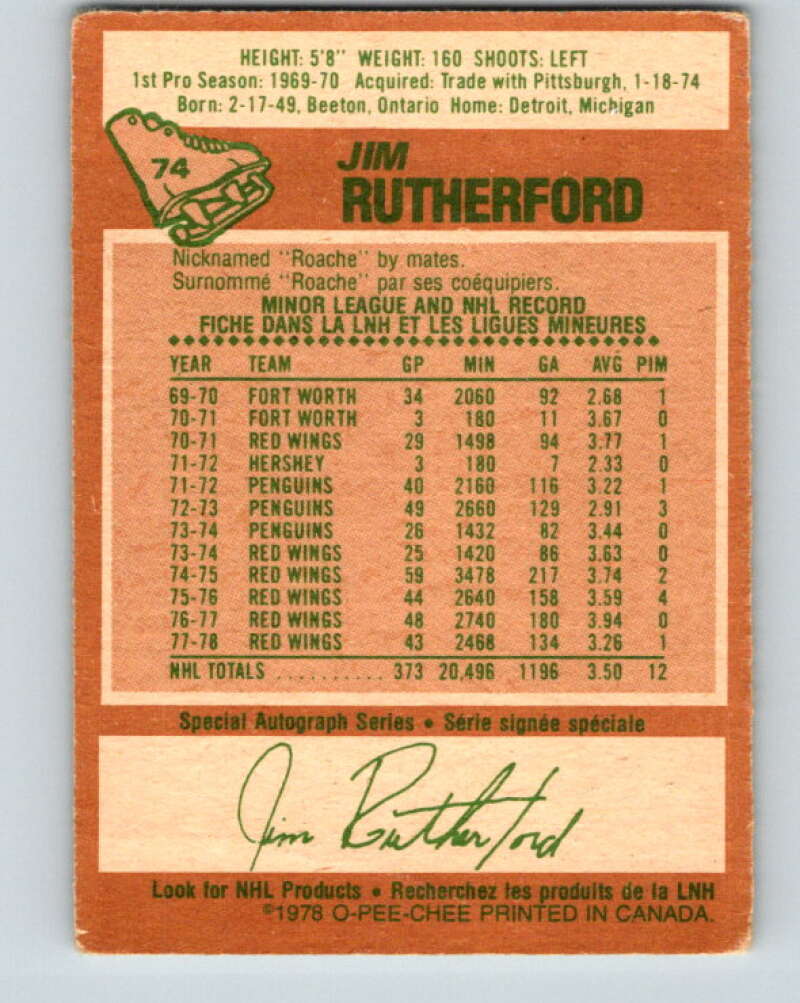 HEIGHT: 5'8" WEIGHT: 160 SHOOTS: LEFT
1st Pro Season: 1969-70 Acquired: Trade with Pittsburgh, 1-18-74
Born: 2-17-49, Beeton, Ontario Home: Detroit, Michigan
74
JIM
RUTHERFORD
Nicknamed "Roache" by mates.
Surnommé "Roache" par ses coéquipiers.
MINOR LEAGUE AND NHL RECORD
FICHE DANS LA LNH ET LES LIGUES MINEURES
YEAR TEAM GP MIN GA AVG PIM
69-70 FORT WORTH 34 2060 92 2.68 1
70-71 FORT WORTH 3 180 11 3.67 0
70-71 RED WINGS 29 1498 94 3.77 1
71-72 HERSHEY 3 180 7 2.33 0
71-72 PENGUINS 40 2160 116 3.22 1
72-73 PENGUINS 49 2660 129 2.91 3
73-74 PENGUINS 26 1432 82 3.44 0
73-74 RED WINGS 25 1420 86 3.63 0
74-75 RED WINGS 59 3478 217 3.74 2
75-76 RED WINGS 44 2640 158 3.59 4
76-77 RED WINGS 48 2740 180 3.94 0
77-78 RED WINGS 43 2468 134 3.26 1
NHL TOTALS .......... 373 20,496 1196 3.50 12
Special Autograph Series • Série signée spéciale
Jim Rutherford
Look for NHL Products • Recherchez les produits de la LNH
©1978 O-PEE-CHEE PRINTED IN CANADA.